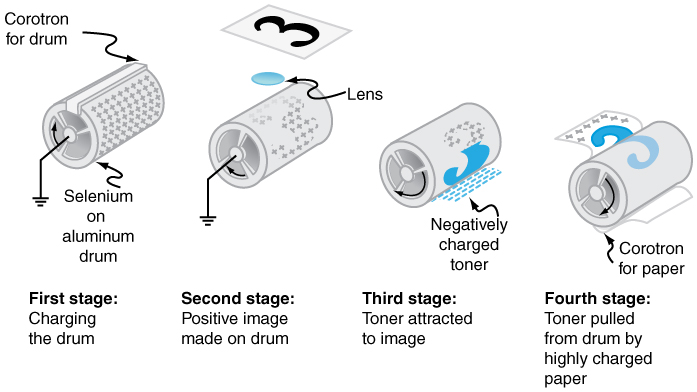 Corotron
for drum
3
Lens
Selenium
on
aluminum
drum
Negatively
charged
toner
Corotron
for paper
First stage:
Charging
the drum
Second stage:
Positive image
made on drum
Third stage:
Toner attracted
to image
Fourth stage:
Toner pulled
from drum by
highly charged
paper